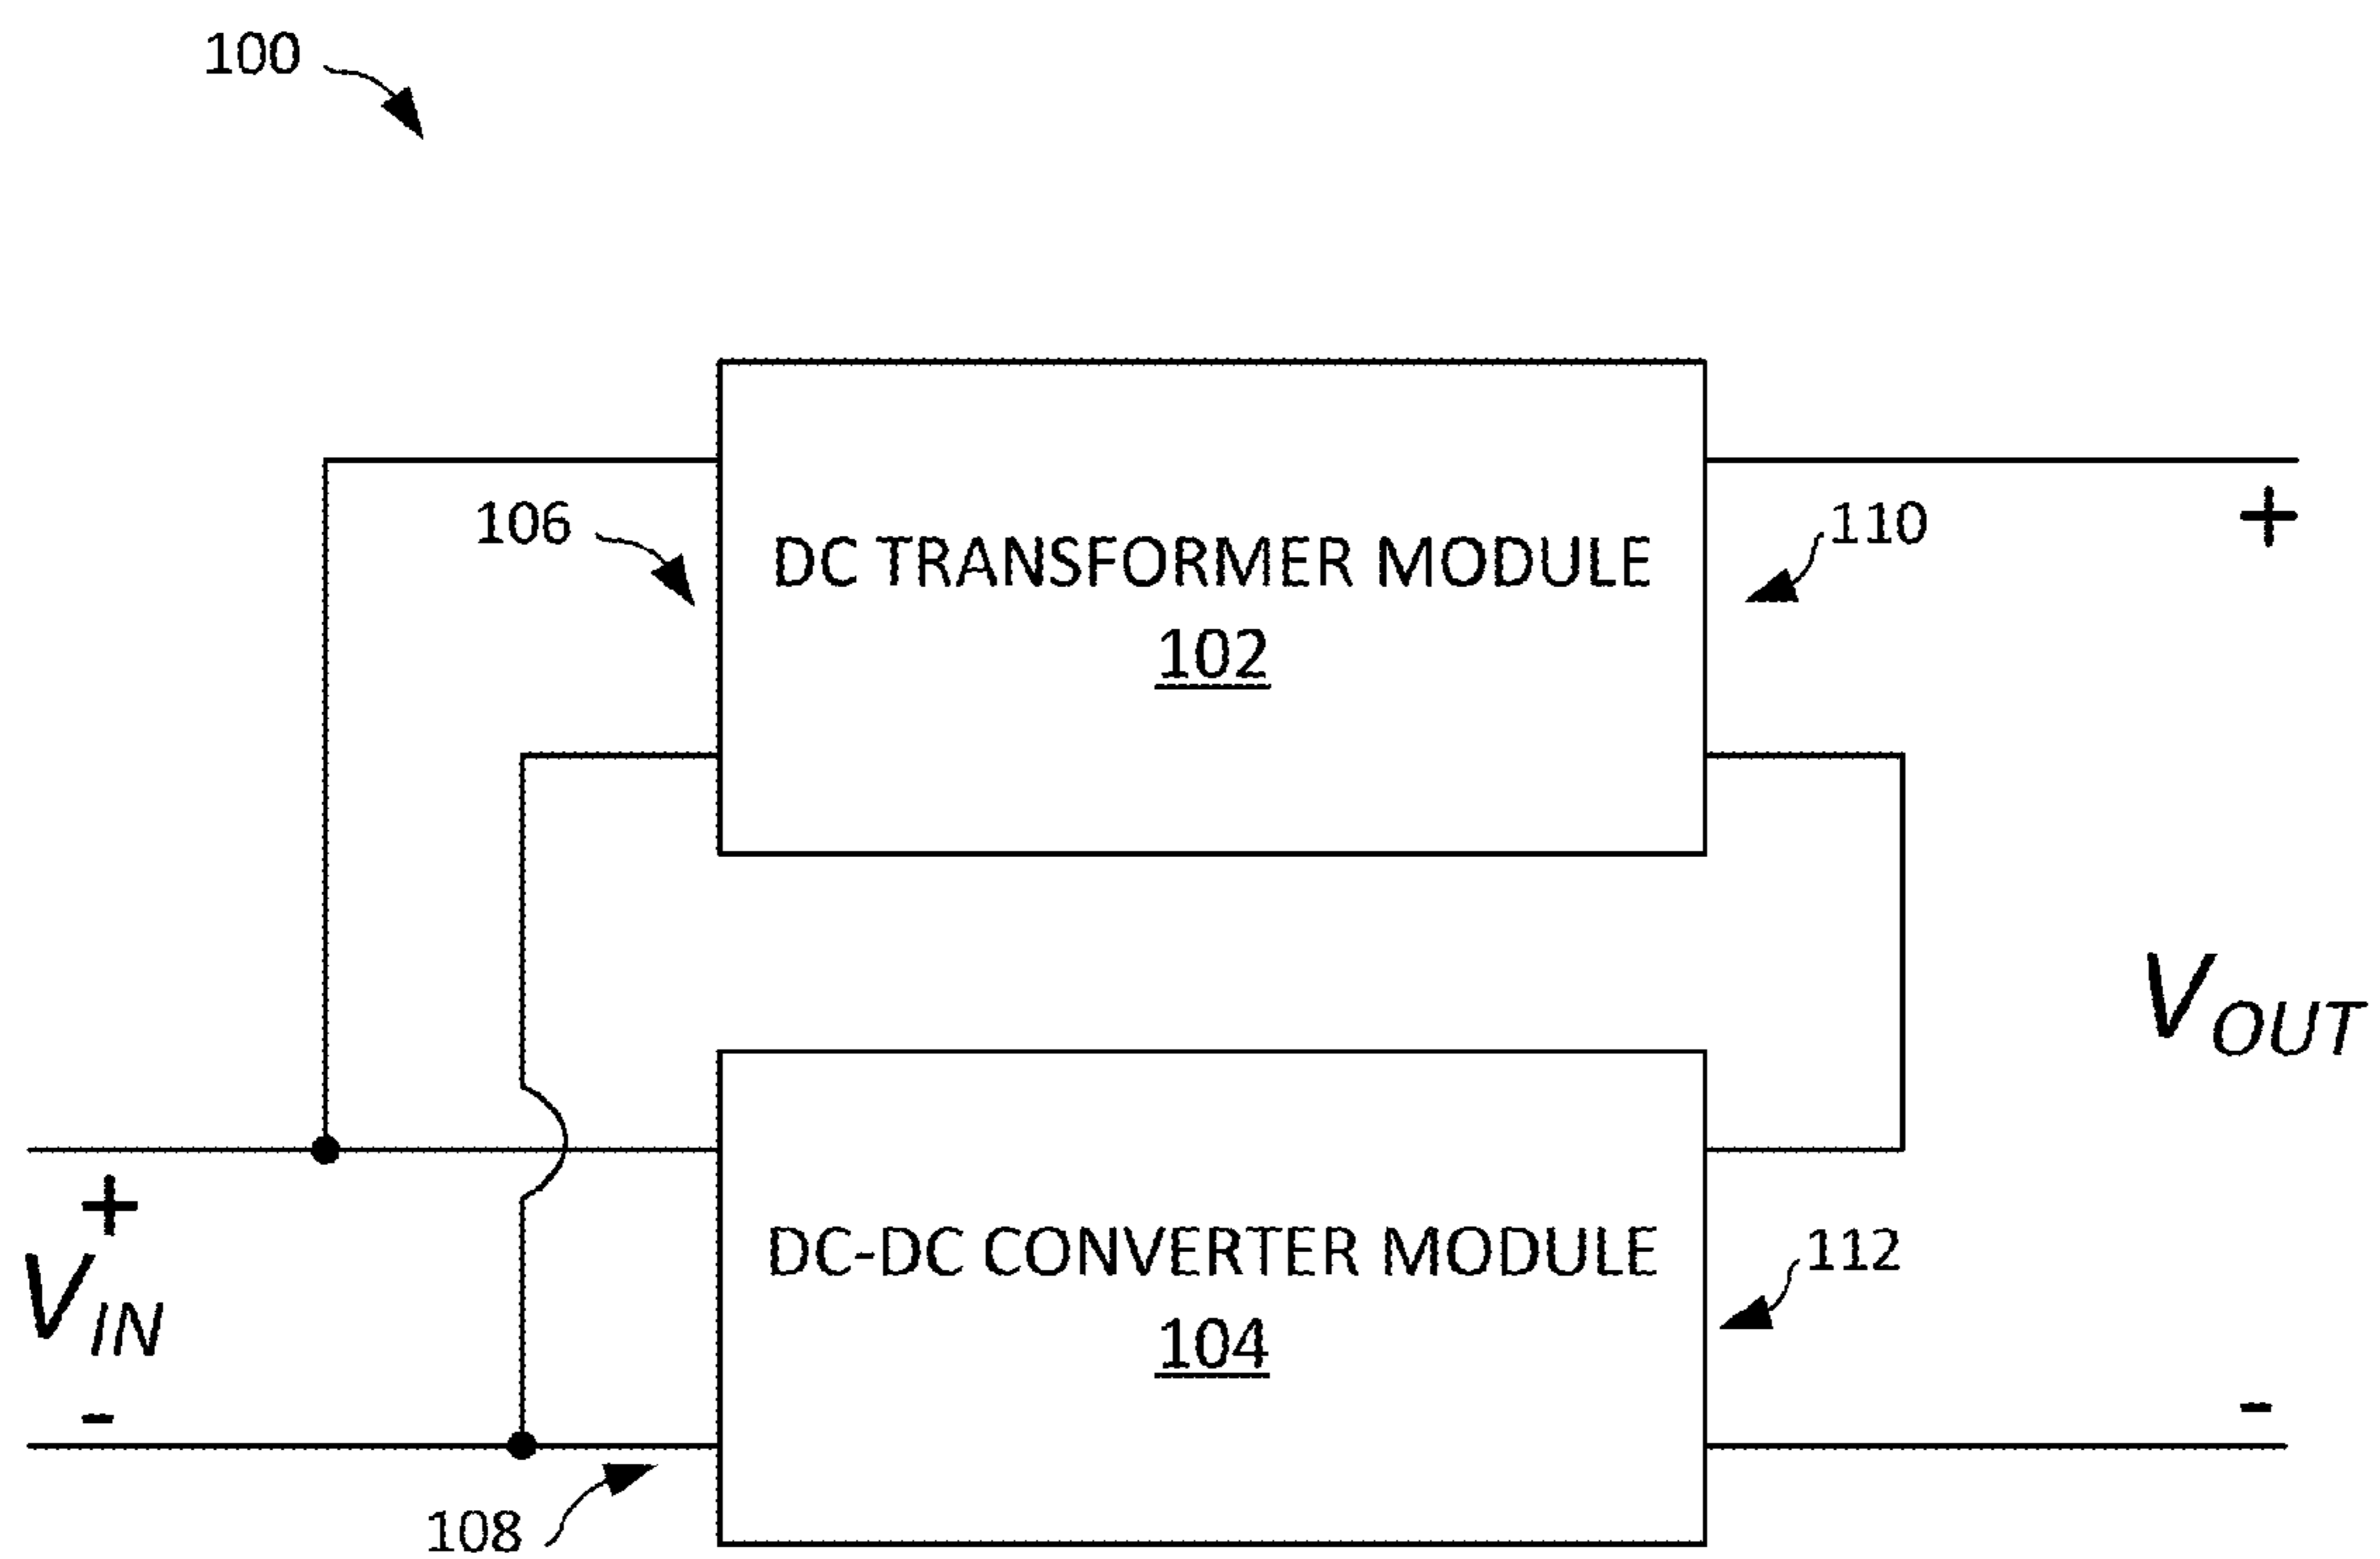 100
106
DC TRANSFORMER MODULE
102
110
+
VOUT
+
VIN
-
DC-DC CONVERTER MODULE
104
112
-
108